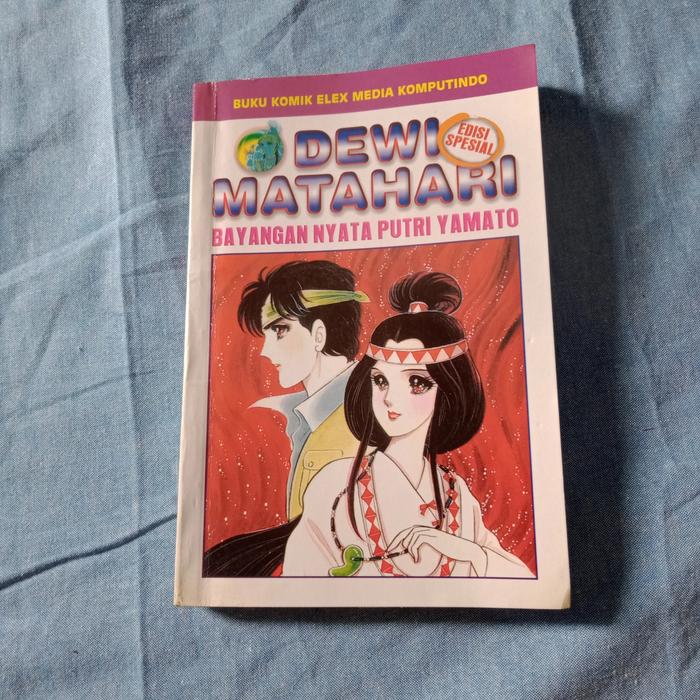 BUKU KOMIK ELEX MEDIA KOMPUTINDO
DEWI
EDISI
SPESIAL
MATAHARI
BAYANGAN NYATA PUTRI YAMATO